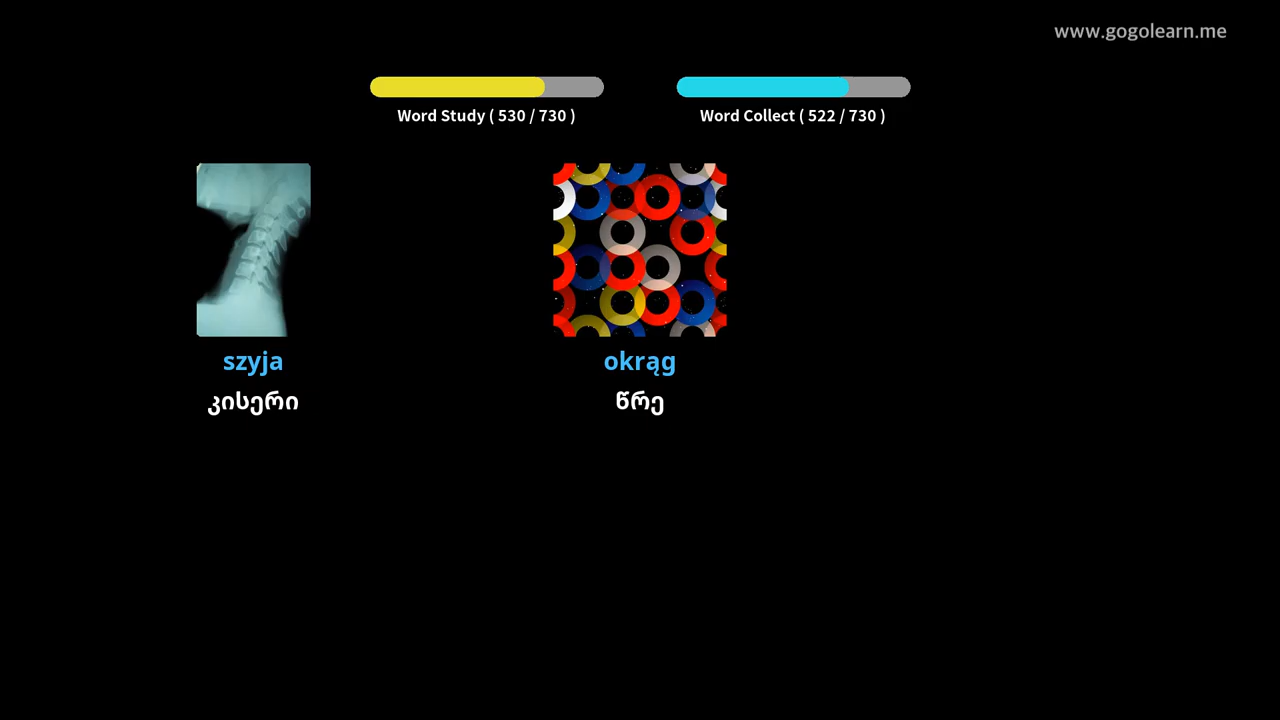 www.gogolearn.me
Word Study ( 530 / 730 )
Word Collect ( 522 / 730 )
szyja
კისერი
okrąg
წრე